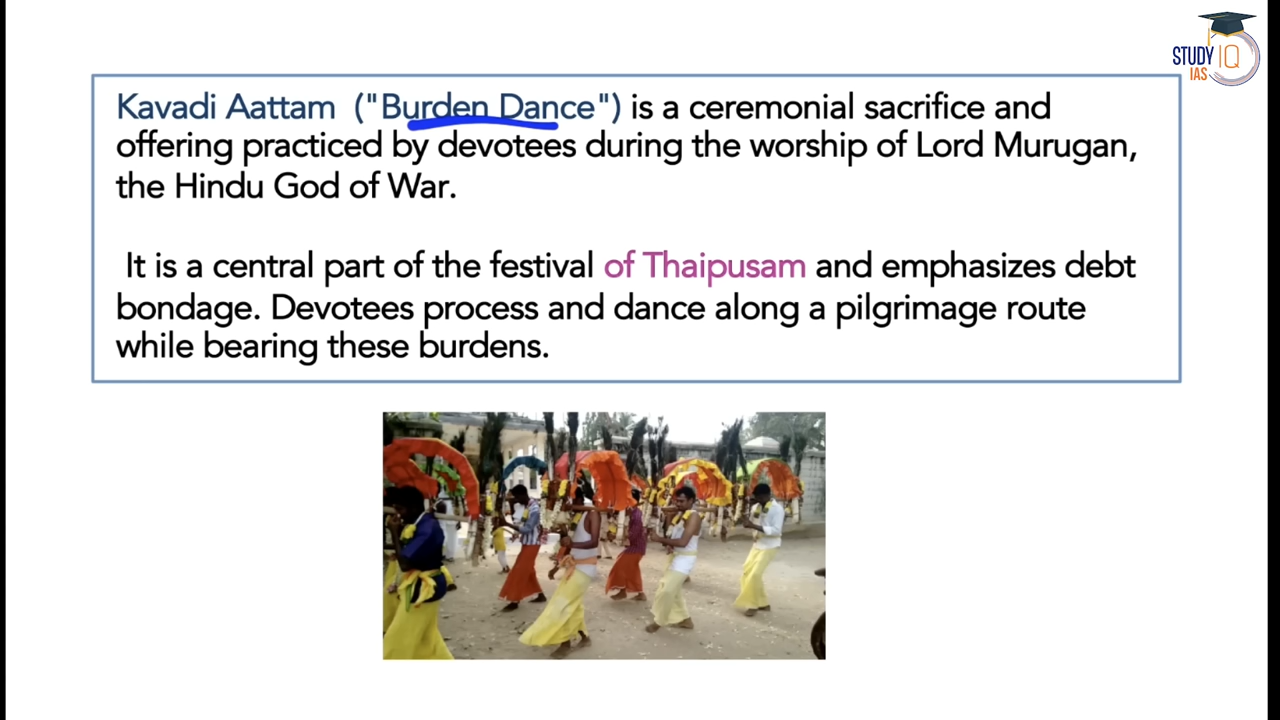 STUDY IQ
IAS
Kavadi Aattam ("Burden Dance") is a ceremonial sacrifice and
offering practiced by devotees during the worship of Lord Murugan,
the Hindu God of War.
It is a central part of the festival of Thaipusam and emphasizes debt
bondage. Devotees process and dance along a pilgrimage route
while bearing these burdens.